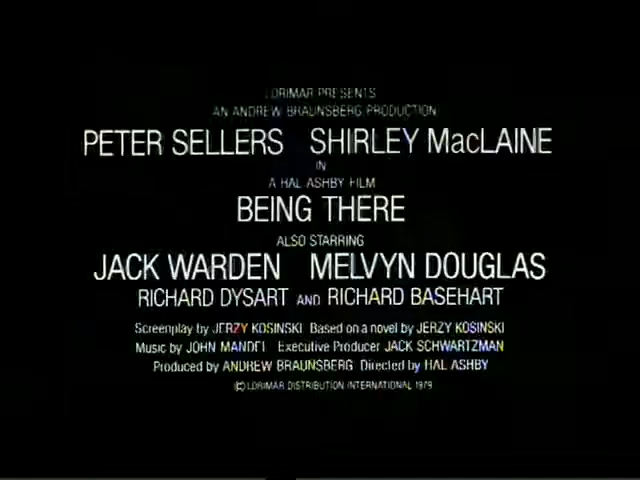 LORIMAR PRESENTS
AN ANDREW BRAUNSBERG PRODUCTION
PETER SELLERS SHIRLEY MacLAINE
IN
A HAL ASHBY FILM
BEING THERE
ALSO STARRING
JACK WARDEN MELVYN DOUGLAS
RICHARD DYSART AND RICHARD BASEHART
Screenplay by JERZY KOSINSKI Based on a novel by JERZY KOSINSKI
Music by JOHN MANDEL Executive Producer JACK SCHWARTZMAN
Produced by ANDREW BRAUNSBERG Directed by HAL ASHBY
© LORIMAR DISTRIBUTION INTERNATIONAL 1979